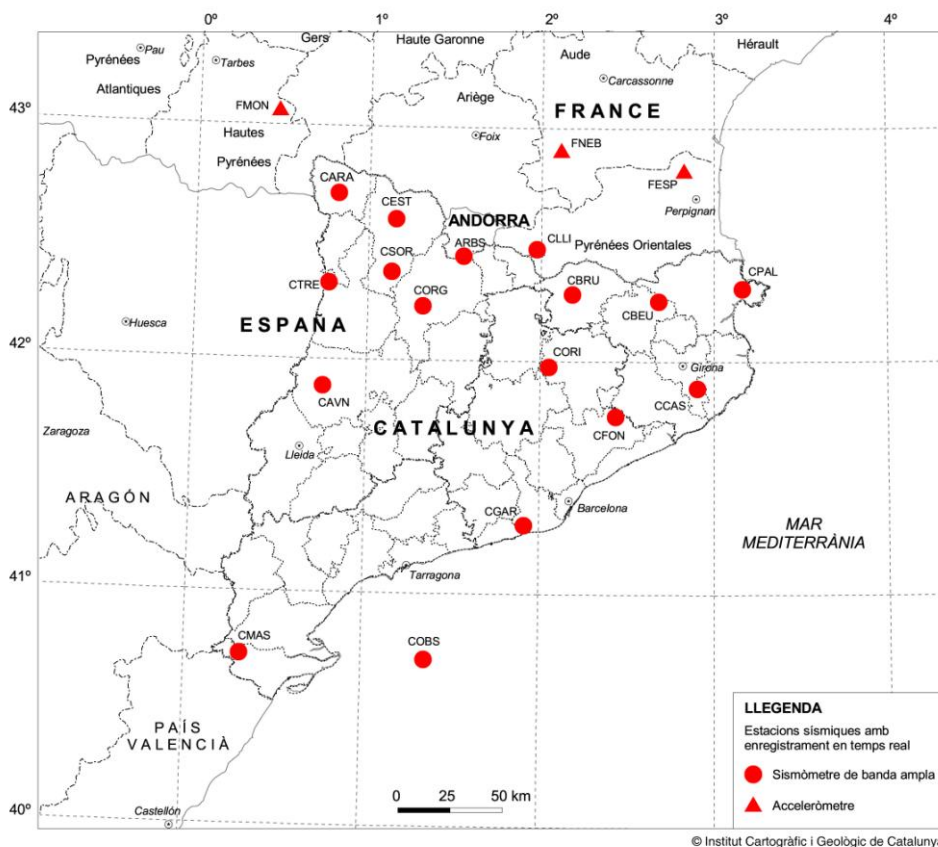 0º 1º 2º 3º 4º
Pau
Pyrénées
Atlantiques
Tarbes
Gers
Haute Garonne
Aude
Hérault
Carcassonne
43º
FMON
Hautes
Pyrénées
Ariège
Foix
FRANCE
FNEB
FESP
Perpignan
CARA
CEST
ANDORRA
ARBS
CLLI
Pyrénées Orientales
CSOR
CTRE
CORG
CBRU
CBEU
CPAL
Huesca
ESPAÑA
42º
CORI
Girona
CAVN
CCAS
CATALUNYA
CFON
Zaragoza
Lleida
ARAGÓN
CGAR
Barcelona
MAR
MEDITERRÀNIA
41º
Tarragona
CMAS
COBS
PAÍS
VALENCIÀ
40º
Castellón
0 25 50 km
LLEGENDA
Estacions sísmiques amb
enregistrament en temps real
Sismòmetre de banda ampla
Acceleròmetre
© Institut Cartogràfic i Geològic de Catalunya